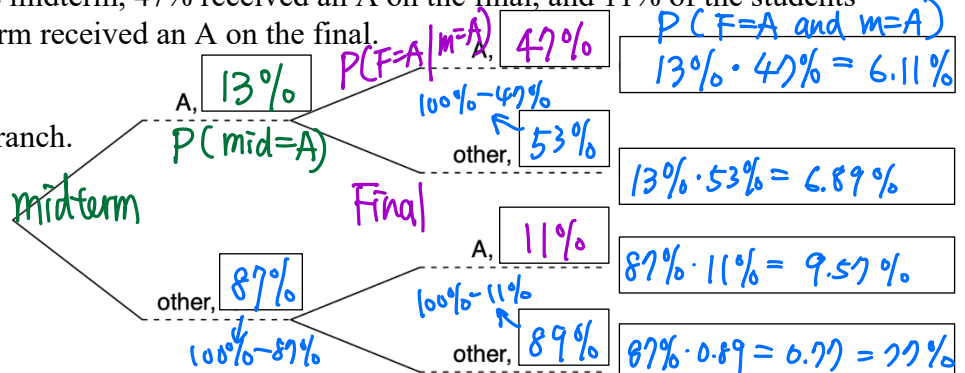 midterm, 47% received an A on the final, and 11% of the students
rm received an A on the final.
P(F=A and m=A)
P(F=A|m=A)
A, 47%
13%·47% = 6.11%
A, 13%
100%-47%
P(mid=A)
ranch.
other, 53%
13%·53% = 6.89%
midterm
Final
A, 11%
87%·11% = 9.57%
other, 87%
100%-11%
100%-87%
other, 89%
87%·0.89 = 0.77 = 77%